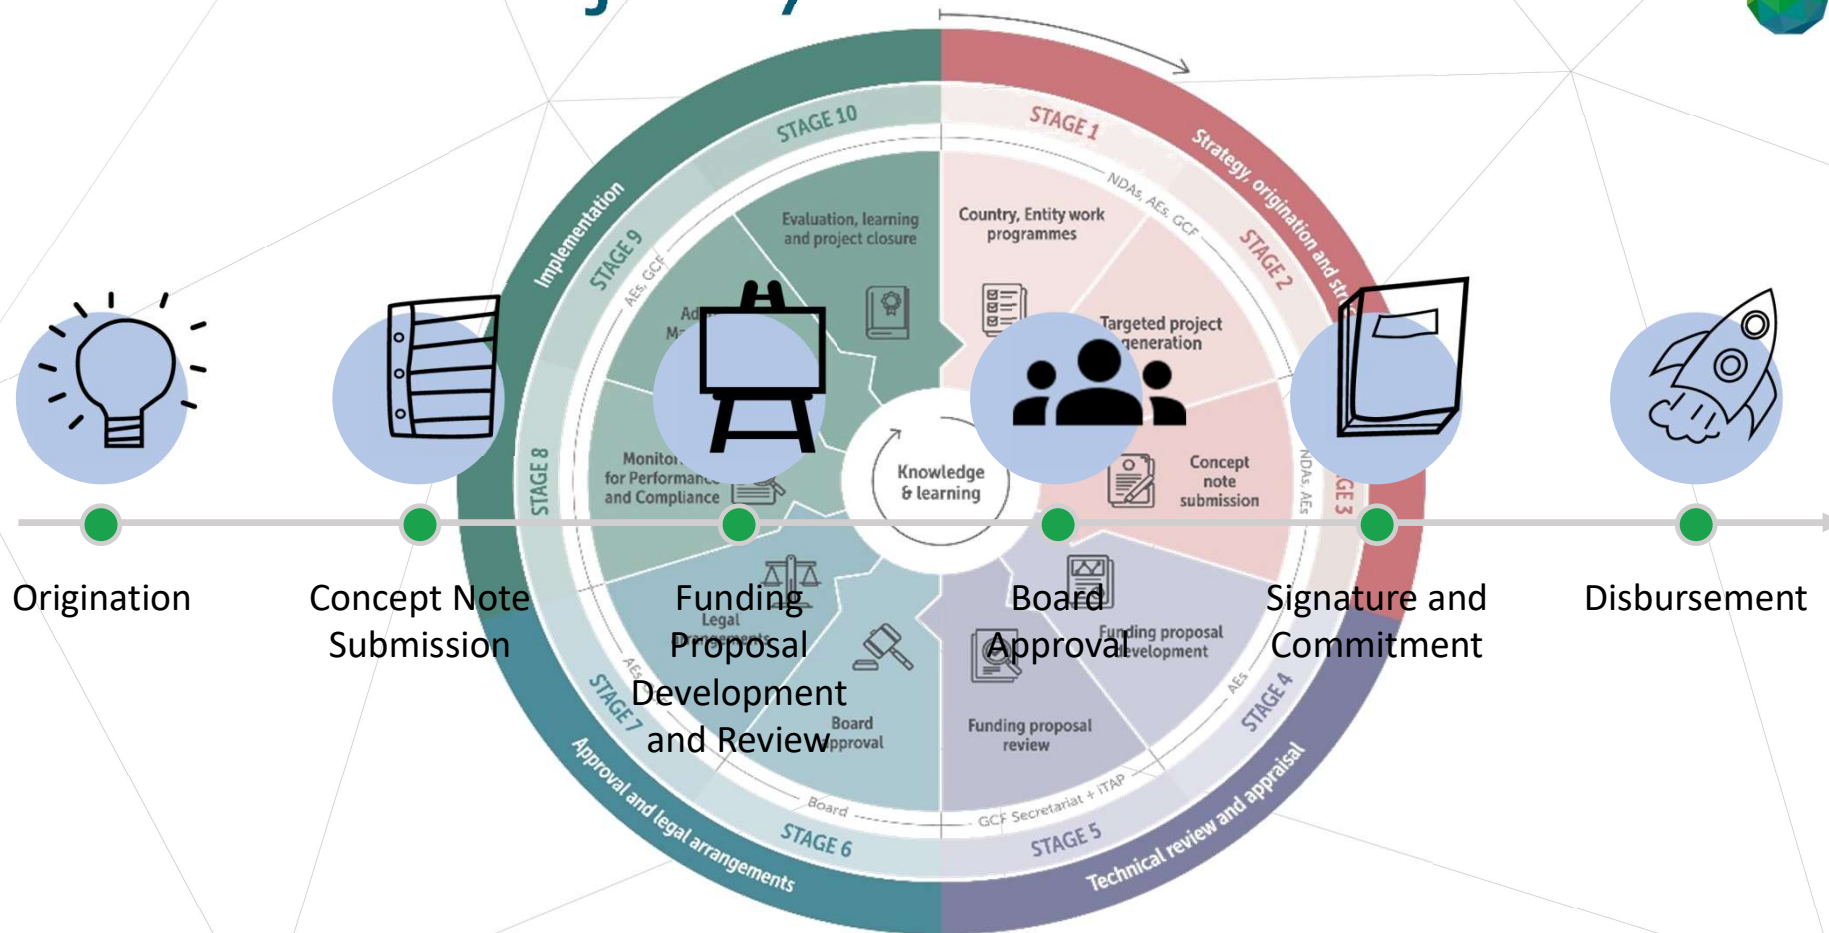 STAGE 10
STAGE 1
Strategy, origination and
NDAs, AEs, GCF
STAGE 2
Implementation
STAGE 9
AEs, GCF
Evaluation, learning
and project closure
Country, Entity work
programmes
Targeted project
generation
STAGE 8
for Performance
and Compliance
Knowledge
& learning
Concept
note
submission
NDAs, AEs
Origination
Concept Note
Submission
Funding
Proposal
Development
and Review
Board
Approval
Signature and
Commitment
Disbursement
Legal
Funding proposal
development
AEs
STAGE 4
STAGE 7
Board
approval
Funding proposal
review
Board
GCF Secretariat + iTAP
STAGE 6
STAGE 5
Approval and legal arrangements
Technical review and appraisal